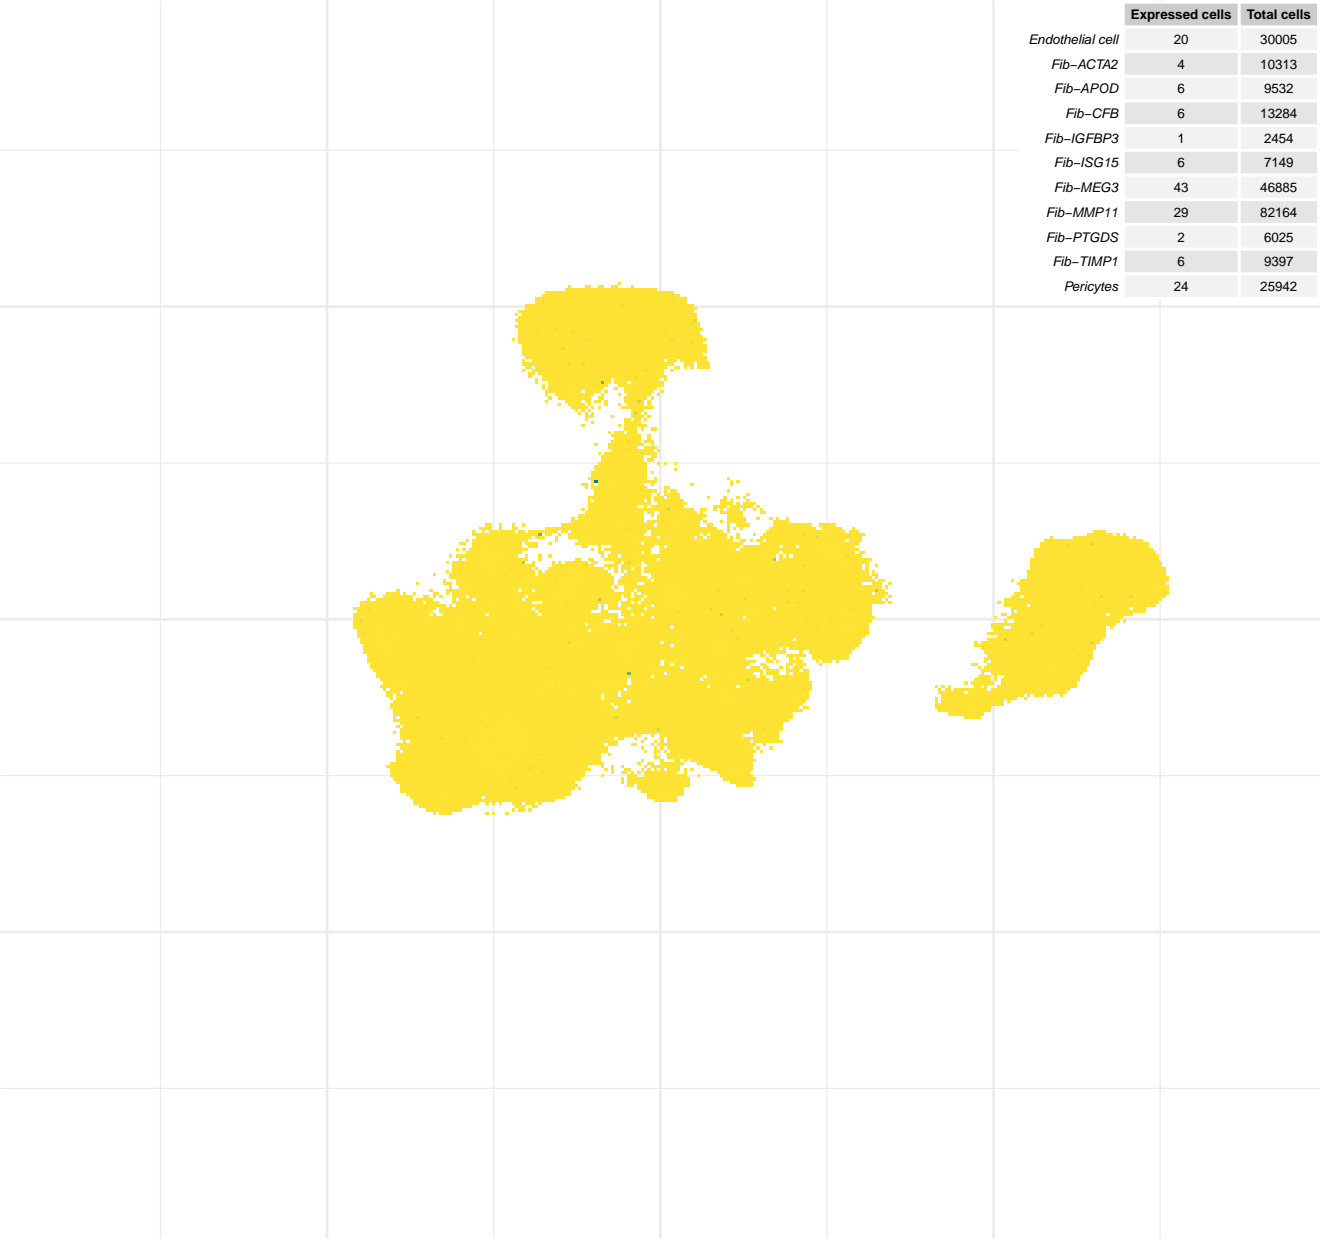 Expressed cells Total cells
Endothelial cell 20 30005
Fib−ACTA2 4 10313
Fib−APOD 6 9532
Fib−CFB 6 13284
Fib−IGFBP3 1 2454
Fib−ISG15 6 7149
Fib−MEG3 43 46885
Fib−MMP11 29 82164
Fib−PTGDS 2 6025
Fib−TIMP1 6 9397
Pericytes 24 25942